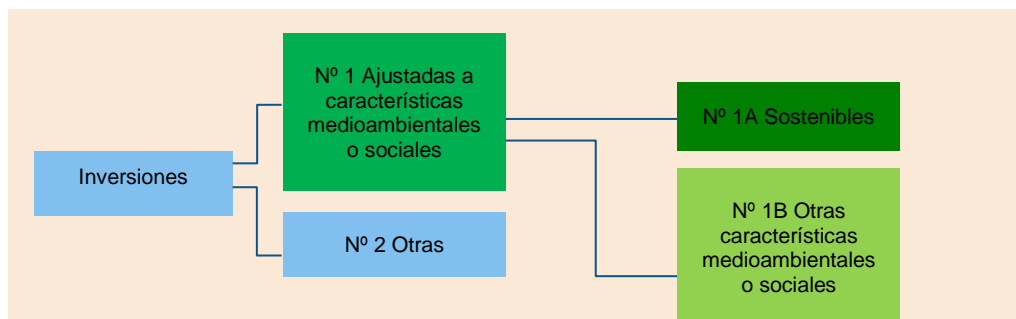 Inversiones
Nº 1 Ajustadas a
características
medioambientales
o sociales
Nº 2 Otras
Nº 1A Sostenibles
Nº 1B Otras
características
medioambientales
o sociales